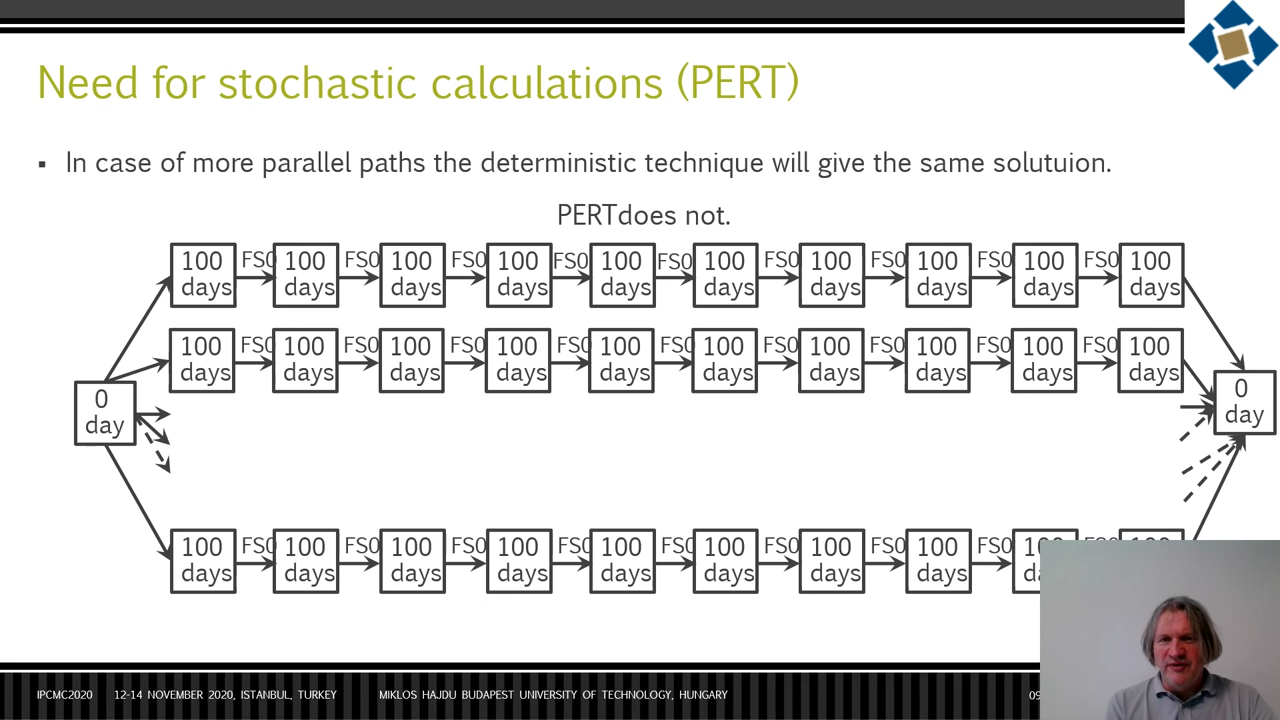 Need for stochastic calculations (PERT)
▪ In case of more parallel paths the deterministic technique will give the same solutuion.
PERTdoes not.
100 days FS0 100 days FS0 100 days FS0 100 days FS0 100 days FS0 100 days FS0 100 days FS0 100 days FS0 100 days FS0 100 days
100 days FS0 100 days FS0 100 days FS0 100 days FS0 100 days FS0 100 days FS0 100 days FS0 100 days FS0 100 days FS0 100 days
0 day
0 day
100 days FS0 100 days FS0 100 days FS0 100 days FS0 100 days FS0 100 days FS0 100 days FS0 100 days FS0
IPCMC2020 12-14 NOVEMBER 2020, ISTANBUL, TURKEY MIKLOS HAJDU BUDAPEST UNIVERSITY OF TECHNOLOGY, HUNGARY